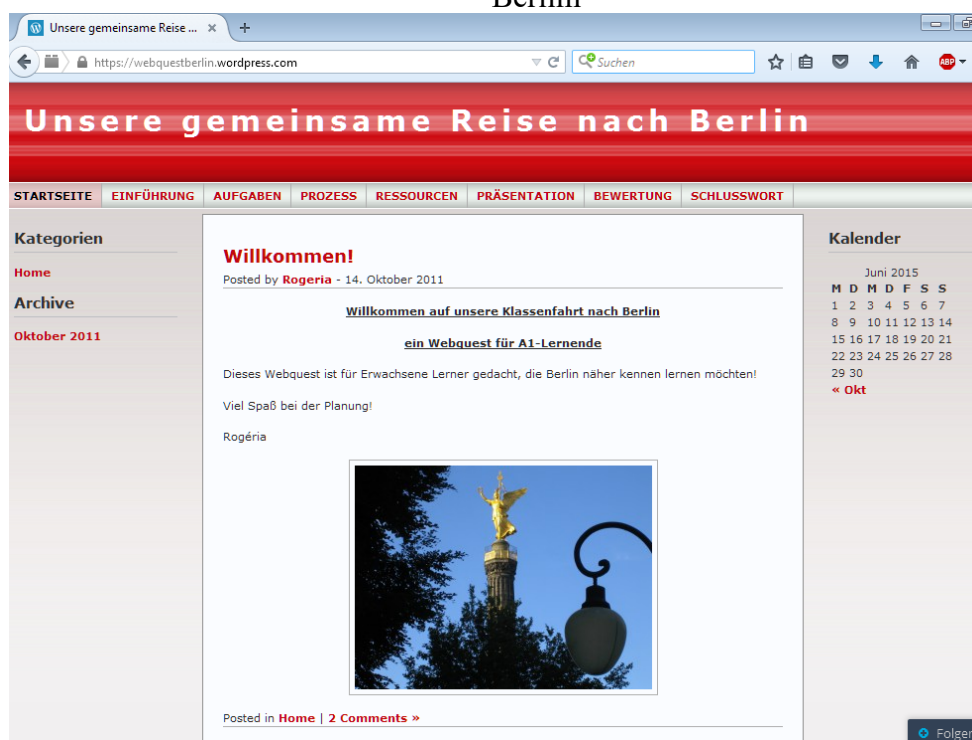 Berlin
Unsere gemeinsame Reise ...
https://webquestberlin.wordpress.com
Suchen
ABP
Unsere gemeinsame Reise nach Berlin
STARTSEITE EINFÜHRUNG AUFGABEN PROZESS RESSOURCEN PRÄSENTATION BEWERTUNG SCHLUSSWORT
Kategorien
Home
Archive
Oktober 2011
Willkommen!
Posted by Rogeria - 14. Oktober 2011
Willkommen auf unsere Klassenfahrt nach Berlin
ein Webquest für A1-Lernende
Dieses Webquest ist für Erwachsene Lerner gedacht, die Berlin näher kennen lernen möchten!
Viel Spaß bei der Planung!
Rogéria
Posted in Home | 2 Comments »
Kalender
Juni 2015
M D M D F S S
1 2 3 4 5 6 7
8 9 10 11 12 13 14
15 16 17 18 19 20 21
22 23 24 25 26 27 28
29 30
« Okt
Folgen